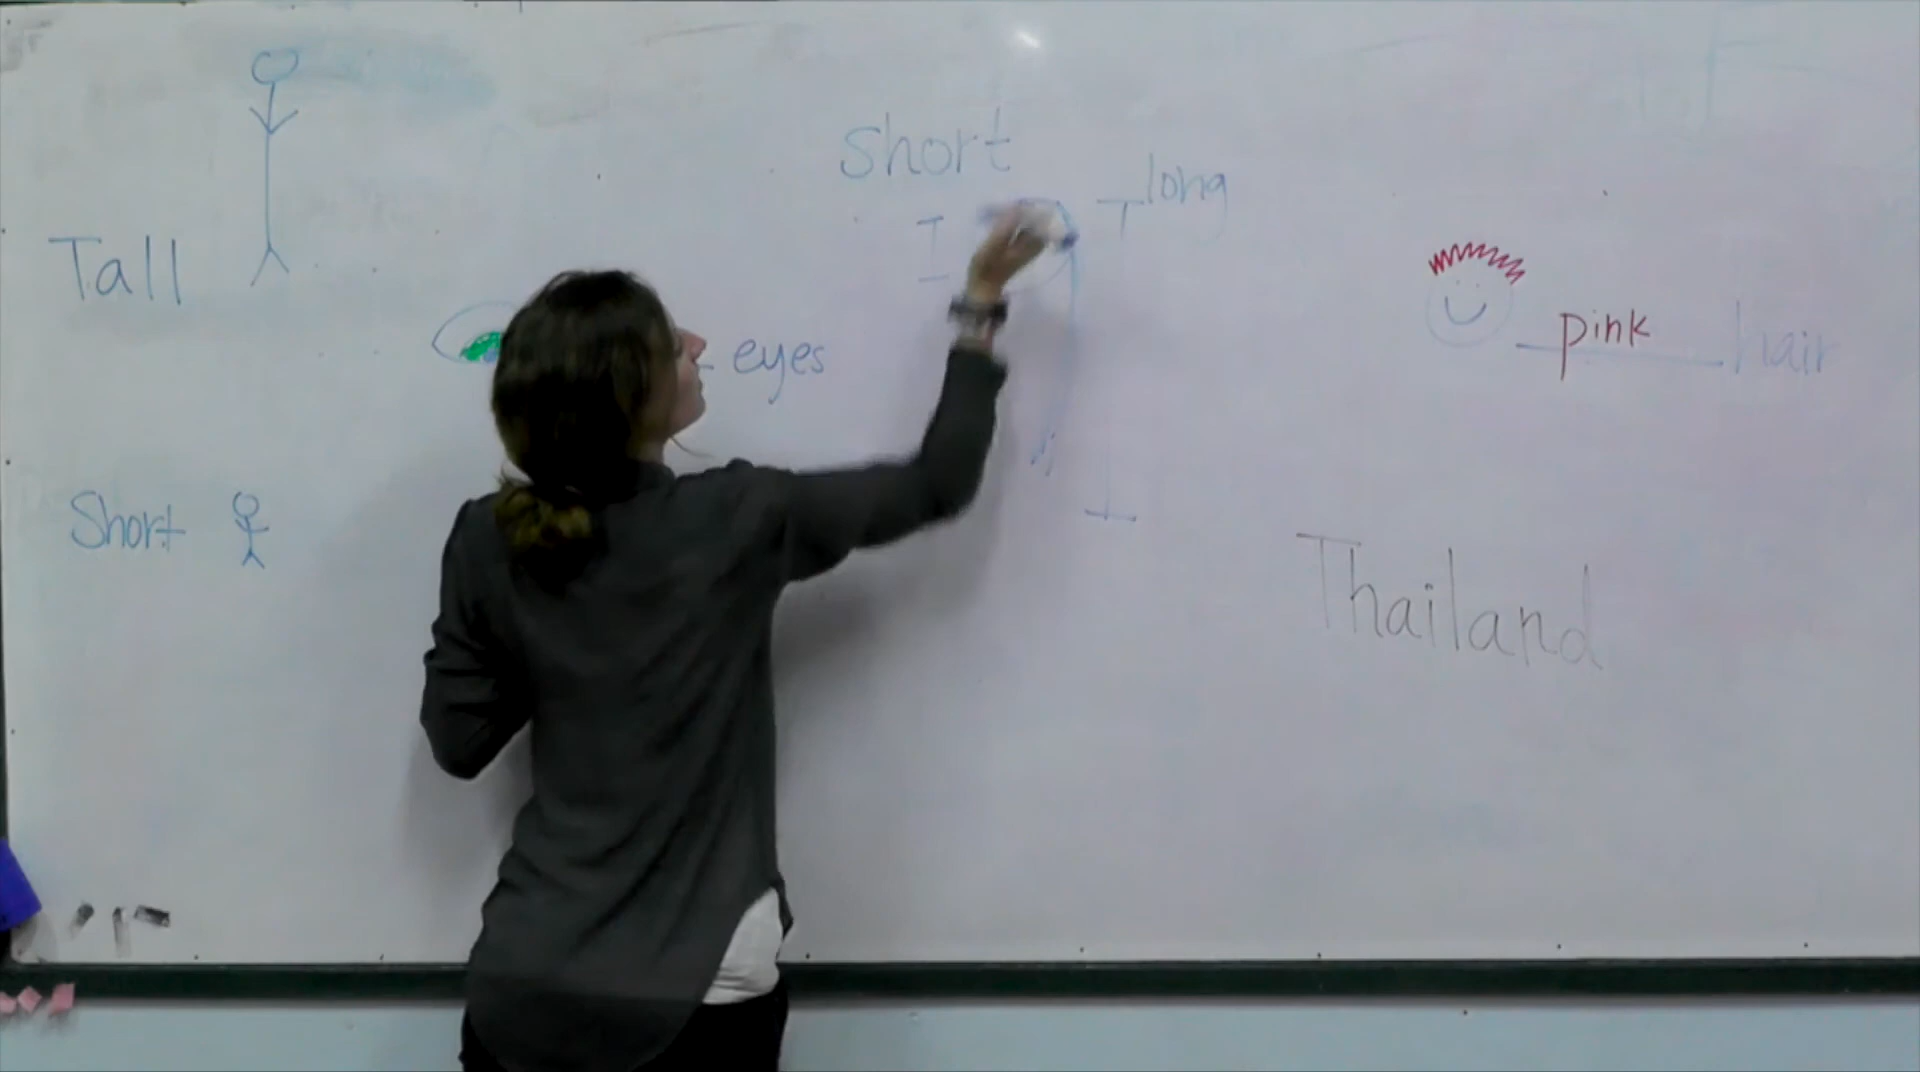 Tall
Short
eyes
short
long
pink hair
Thailand